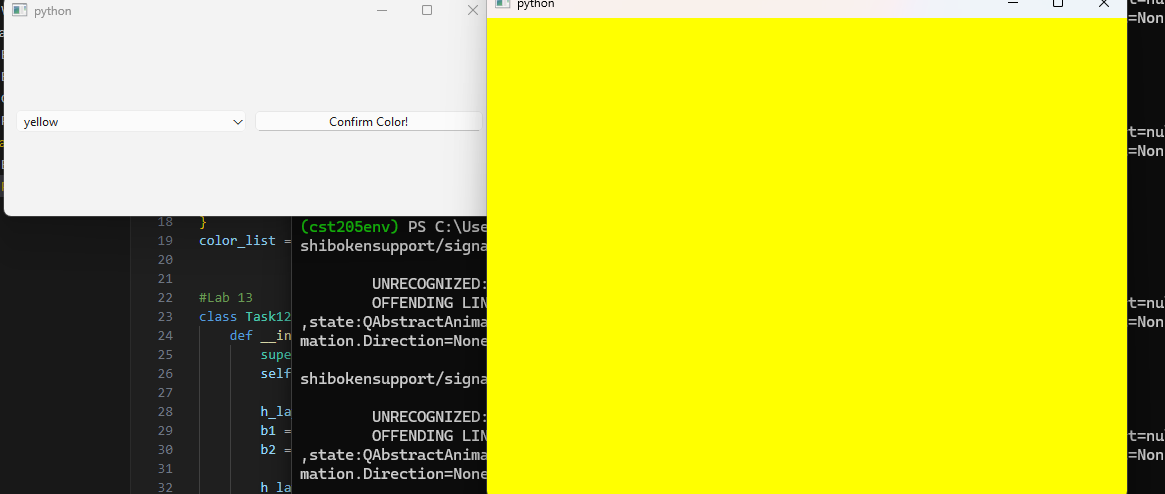 python
yellow
Confirm Color!
python
18 }
19 color_list =
20
21
22 #Lab 13
23 class Task12
24 def __in
25 supe
26 self
27
28 h_la
29 b1 =
30 b2 =
31
32 h_la
(cst205env) PS C:\Use
shibokensupport/signa
UNRECOGNIZED:
OFFENDING LIN
,state:QAbstractAnima
mation.Direction=None
shibokensupport/signa
UNRECOGNIZED:
OFFENDING LIN
,state:QAbstractAnima
mation.Direction=None
t=nu
=Non
t=nu
=Non
t=nu
=Non
t=nu
=Non